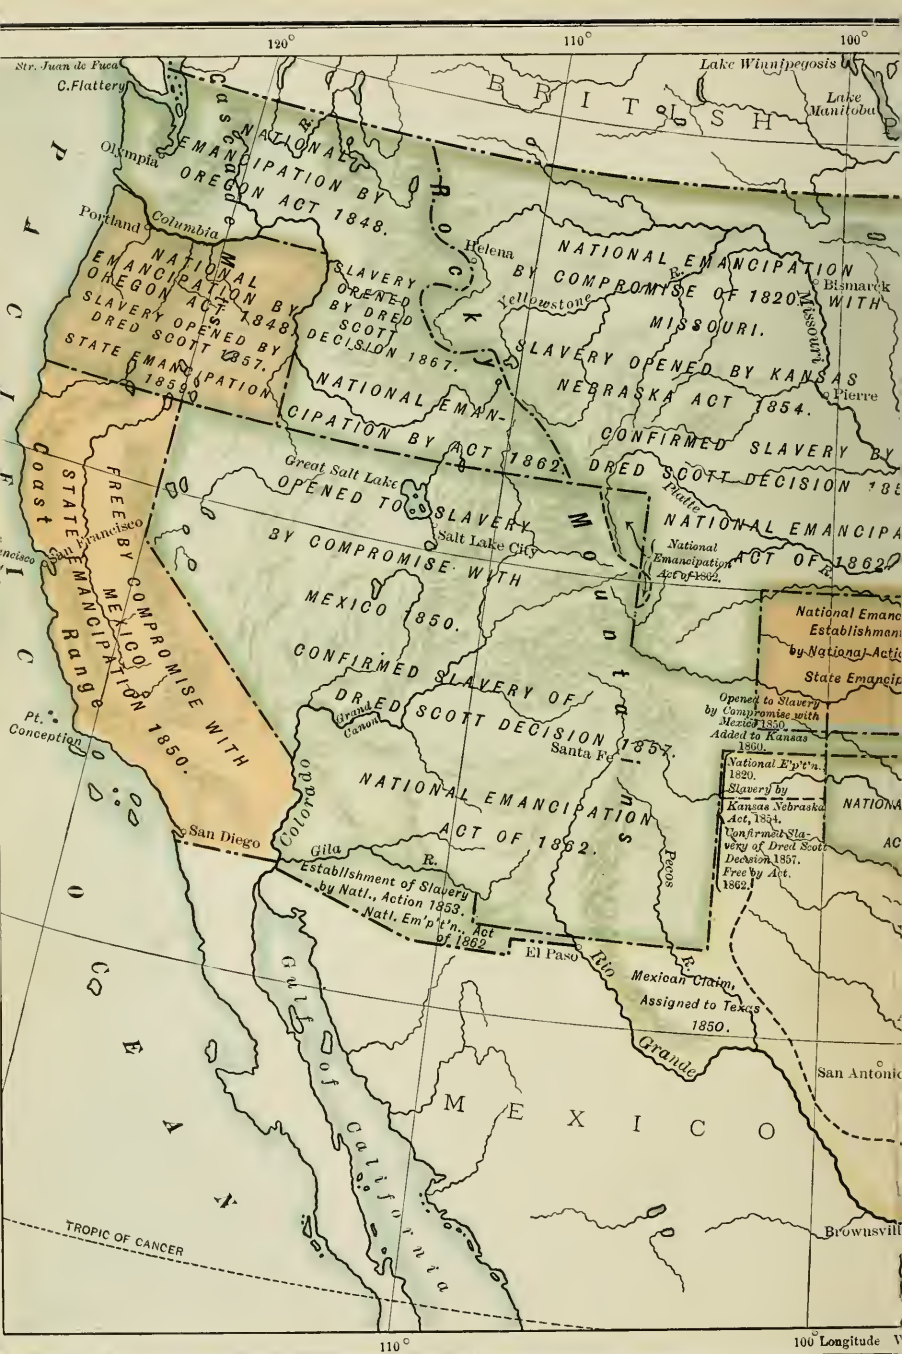 120°
110°
100°
Str. Juan de Fuca
C. Flattery
Lake Winnipegosis
Lake
Manitoba
BRITISH
Cascade Mts.
Olympia
NATIONAL
EMANCIPATION BY
OREGON ACT 1848.
R.
Portland
Columbia
NATIONAL
EMANCIPATION BY
OREGON ACT 1848
SLAVERY OPENED BY
DRED SCOTT 1857.
STATE EMANCIPATION
1859
SLAVERY
OPENED
BY DRED
SCOTT
DECISION 1867.
NATIONAL EMAN-
CIPATION BY ACT 1862
Rocky Mountains
Helena
NATIONAL EMANCIPATION
BY COMPROMISE OF 1820 WITH
MISSOURI.
Yellowstone
R.
Missouri
Bismarck
SLAVERY OPENED BY KANSAS
NEBRASKA ACT 1854.
Pierre
CONFIRMED SLAVERY BY
DRED SCOTT DECISION 185
Platte
R.
NATIONAL EMANCIPA
ACT OF 1862
National
Emancipation
Act of 1862.
Great Salt Lake
Salt Lake City
OPENED TO SLAVERY
BY COMPROMISE WITH
MEXICO 1850.
CONFIRMED SLAVERY OF
DRED SCOTT DECISION 1857.
NATIONAL EMANCIPATION
ACT OF 1862.
Grand
Canon
Santa Fe
Coast Range
San Francisco
ncisco
FREE BY COMPROMISE WITH
MEXICO 1850.
STATE EMANCIPATION
Pt.
Conception
San Diego
Colorado
Gila R.
Establishment of Slavery
by Natl., Action 1853.
Natl. Em'p't'n., Act
of 1862
National Emanc
Establishmen
by National Actio
State Emancip
Opened to Slavery
by Compromise with
Mexico 1850
Added to Kansas
1860.
National E'p't'n.,
1820.
Slavery by
Kansas Nebraska
Act, 1854.
Confirmed Sla-
very of Dred Scott
Decision 1857.
Free by Act.
1862.
NATIONA
AC
Pecos
R.
El Paso
Rio
Grande
Mexican Claim,
Assigned to Texas
1850.
San Antonio
Brownsvill
MEXICO
Gulf of California
PACIFIC OCEAN
TROPIC OF CANCER
110°
100° Longitude W